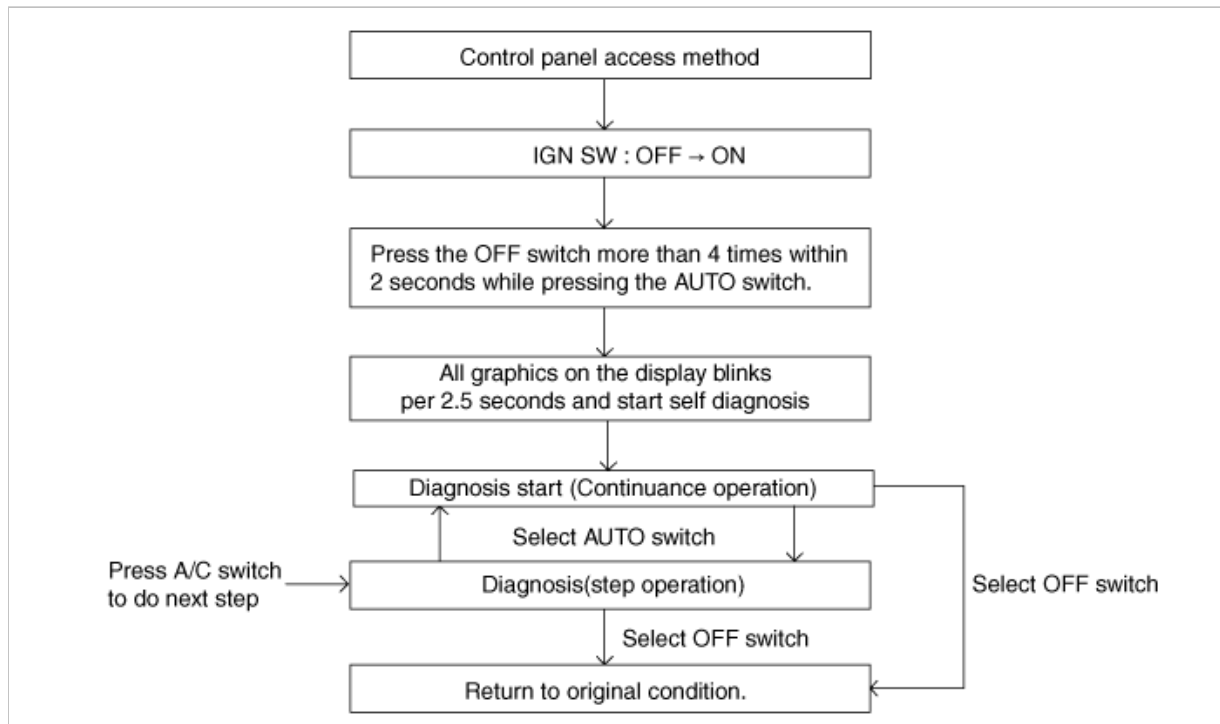 Control panel access method
IGN SW : OFF → ON
Press the OFF switch more than 4 times within
2 seconds while pressing the AUTO switch.
All graphics on the display blinks
per 2.5 seconds and start self diagnosis
Diagnosis start (Continuance operation)
Select AUTO switch
Press A/C switch
to do next step
Diagnosis(step operation)
Select OFF switch
Select OFF switch
Return to original condition.